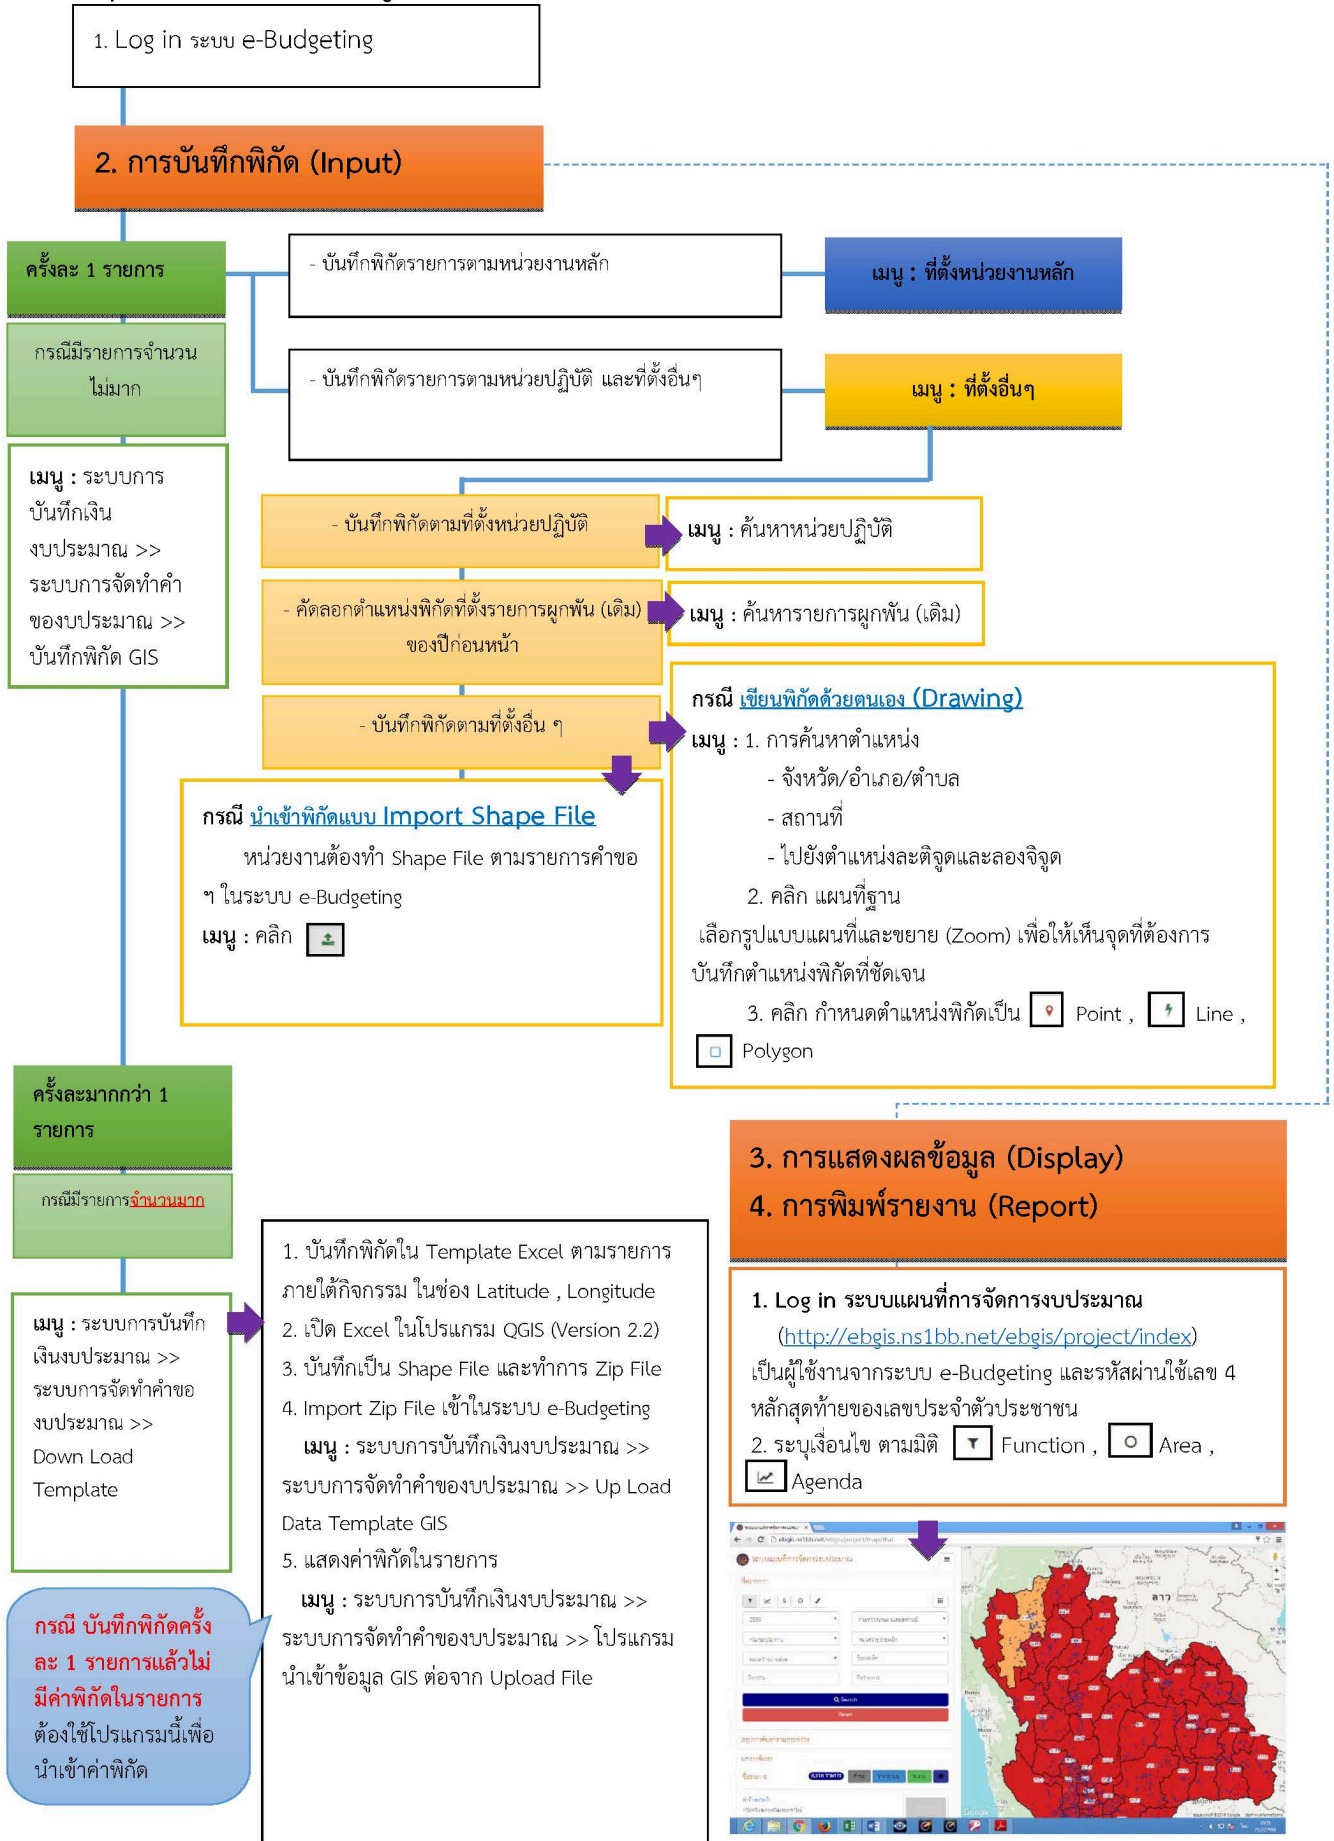 1. Log in ระบบ e-Budgeting
2. การบันทึกพิกัด (Input)
ครั้งละ 1 รายการ
- บันทึกพิกัดรายการตามหน่วยงานหลัก
เมนู : ที่ตั้งหน่วยงานหลัก
กรณีมีรายการจำนวน
ไม่มาก
- บันทึกพิกัดรายการตามหน่วยปฏิบัติ และที่ตั้งอื่นๆ
เมนู : ที่ตั้งอื่นๆ
เมนู : ระบบการ
บันทึกเงิน
งบประมาณ >>
ระบบการจัดทำคำ
ของบประมาณ >>
บันทึกพิกัด GIS
- บันทึกพิกัดตามที่ตั้งหน่วยปฏิบัติ
เมนู : ค้นหาหน่วยปฏิบัติ
- คัดลอกตำแหน่งพิกัดที่ตั้งรายการผูกพัน (เดิม)
ของปีก่อนหน้า
เมนู : ค้นหารายการผูกพัน (เดิม)
- บันทึกพิกัดตามที่ตั้งอื่น ๆ
กรณี เขียนพิกัดด้วยตนเอง (Drawing)
เมนู : 1. การค้นหาตำแหน่ง
- จังหวัด/อำเภอ/ตำบล
- สถานที่
- ไปยังตำแหน่งละติจูดและลองจิจูด
2. คลิก แผนที่ฐาน
เลือกรูปแบบแผนที่และขยาย (Zoom) เพื่อให้เห็นจุดที่ต้องการ
บันทึกตำแหน่งพิกัดที่ชัดเจน
3. คลิก กำหนดตำแหน่งพิกัดเป็น Point , Line ,
Polygon
กรณี นำเข้าพิกัดแบบ Import Shape File
หน่วยงานต้องทำ Shape File ตามรายการคำขอ
ฯ ในระบบ e-Budgeting
เมนู : คลิก
ครั้งละมากกว่า 1
รายการ
กรณีมีรายการจำนวนมาก
เมนู : ระบบการบันทึก
เงินงบประมาณ >>
ระบบการจัดทำคำขอ
งบประมาณ >>
Down Load
Template
1. บันทึกพิกัดใน Template Excel ตามรายการ
ภายใต้กิจกรรม ในช่อง Latitude , Longitude
2. เปิด Excel ในโปรแกรม QGIS (Version 2.2)
3. บันทึกเป็น Shape File และทำการ Zip File
4. Import Zip File เข้าในระบบ e-Budgeting
เมนู : ระบบการบันทึกเงินงบประมาณ >>
ระบบการจัดทำคำของบประมาณ >> Up Load
Data Template GIS
5. แสดงค่าพิกัดในรายการ
เมนู : ระบบการบันทึกเงินงบประมาณ >>
ระบบการจัดทำคำของบประมาณ >> โปรแกรม
นำเข้าข้อมูล GIS ต่อจาก Upload File
กรณี บันทึกพิกัดครั้ง
ละ 1 รายการแล้วไม่
มีค่าพิกัดในรายการ
ต้องใช้โปรแกรมนี้เพื่อ
นำเข้าค่าพิกัด
3. การแสดงผลข้อมูล (Display)
4. การพิมพ์รายงาน (Report)
1. Log in ระบบแผนที่การจัดการงบประมาณ
(http://ebgis.ns1bb.net/ebgis/project/index)
เป็นผู้ใช้งานจากระบบ e-Budgeting และรหัสผ่านใช้เลข 4
หลักสุดท้ายของเลขประจำตัวประชาชน
2. ระบุเงื่อนไข ตามมิติ Function , Area ,
Agenda
ระบบแผนที่การจัดการงบประมาณ
Search
Reset
ลาว
Google